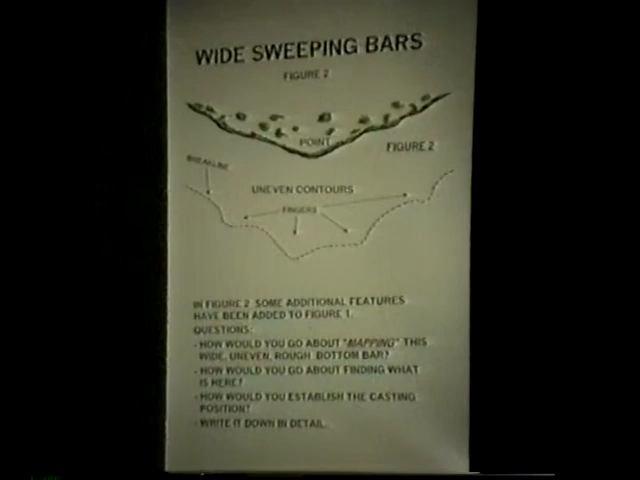 WIDE SWEEPING BARS
FIGURE 2
POINT
FIGURE 2
BREAKLINE
UNEVEN CONTOURS
FINGERS
IN FIGURE 2 SOME ADDITIONAL FEATURES
HAVE BEEN ADDED TO FIGURE 1.
QUESTIONS:
- HOW WOULD YOU GO ABOUT "MAPPING" THIS
WIDE, UNEVEN, ROUGH BOTTOM BAR?
- HOW WOULD YOU GO ABOUT FINDING WHAT
IS HERE?
- HOW WOULD YOU ESTABLISH THE CASTING
POSITION?
- WRITE IT DOWN IN DETAIL.